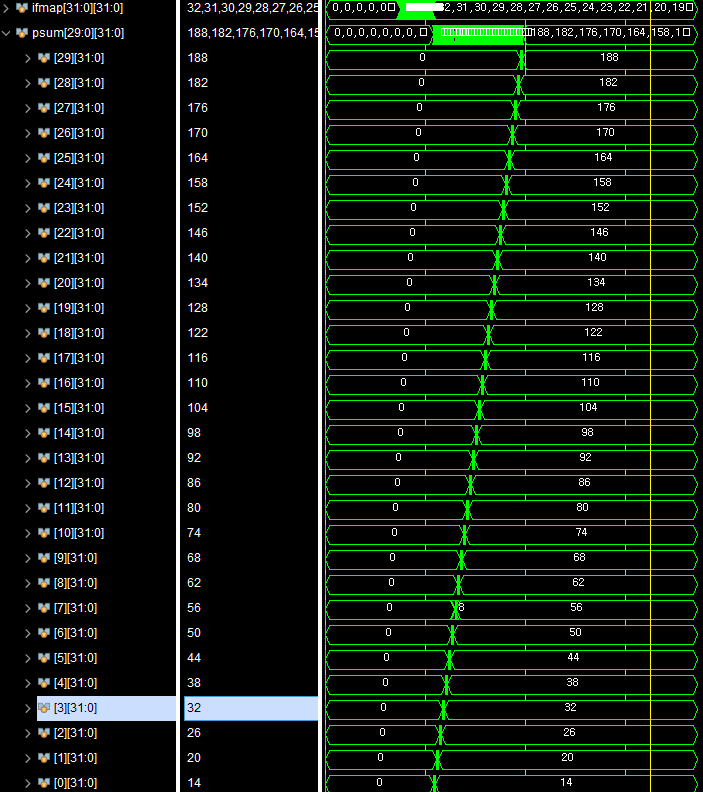 ifmap[31:0][31:0] 32,31,30,29,28,27,26,25 0,0,0,0,0 32,31,30,29,28,27,26,25,24,23,22,21,20,19
psum[29:0][31:0] 188,182,176,170,164,15 0,0,0,0,0,0,0,0, 188,182,176,170,164,158,1
[29][31:0] 188 0 188
[28][31:0] 182 0 182
[27][31:0] 176 0 176
[26][31:0] 170 0 170
[25][31:0] 164 0 164
[24][31:0] 158 0 158
[23][31:0] 152 0 152
[22][31:0] 146 0 146
[21][31:0] 140 0 140
[20][31:0] 134 0 134
[19][31:0] 128 0 128
[18][31:0] 122 0 122
[17][31:0] 116 0 116
[16][31:0] 110 0 110
[15][31:0] 104 0 104
[14][31:0] 98 0 98
[13][31:0] 92 0 92
[12][31:0] 86 0 86
[11][31:0] 80 0 80
[10][31:0] 74 0 74
[9][31:0] 68 0 68
[8][31:0] 62 0 62
[7][31:0] 56 0 8 56
[6][31:0] 50 0 50
[5][31:0] 44 0 44
[4][31:0] 38 0 38
[3][31:0] 32 0 32
[2][31:0] 26 0 26
[1][31:0] 20 0 20
[0][31:0] 14 0 14